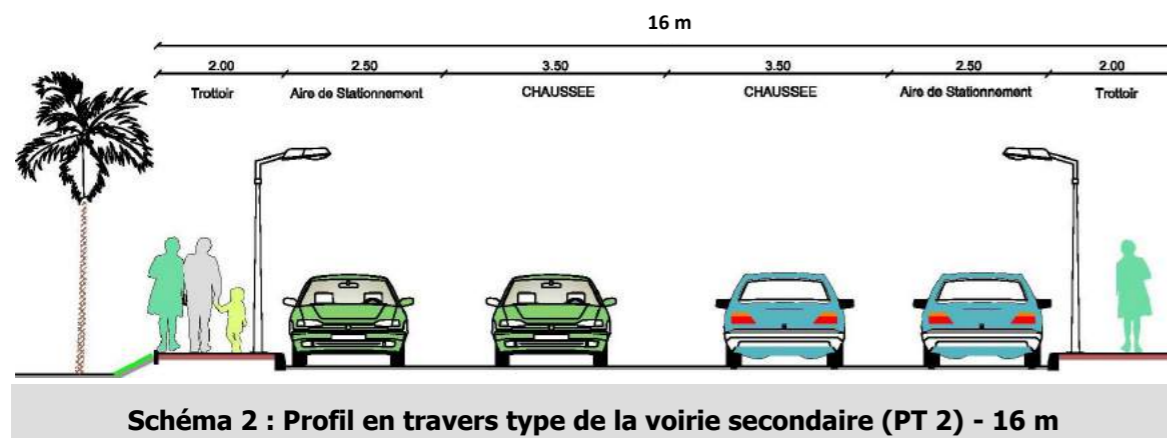 16 m
2.00 2.50 3.50 3.50 2.50 2.00
Trottoir Aire de Stationnement CHAUSSEE CHAUSSEE Aire de Stationnement Trottoir
Schéma 2 : Profil en travers type de la voirie secondaire (PT 2) - 16 m